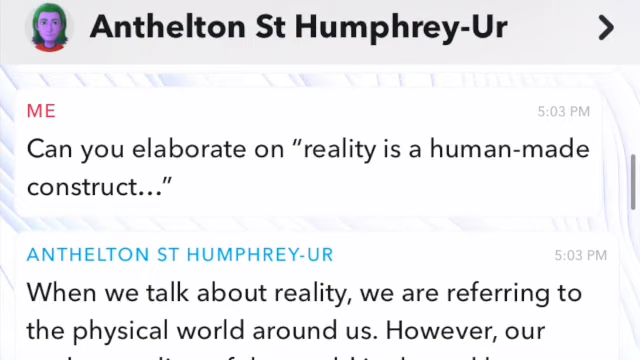 Anthelton St Humphrey-Ur
ME
5:03 PM
Can you elaborate on “reality is a human-made
construct...”
ANTHELTON ST HUMPHREY-UR
5:03 PM
When we talk about reality, we are referring to
the physical world around us. However, our